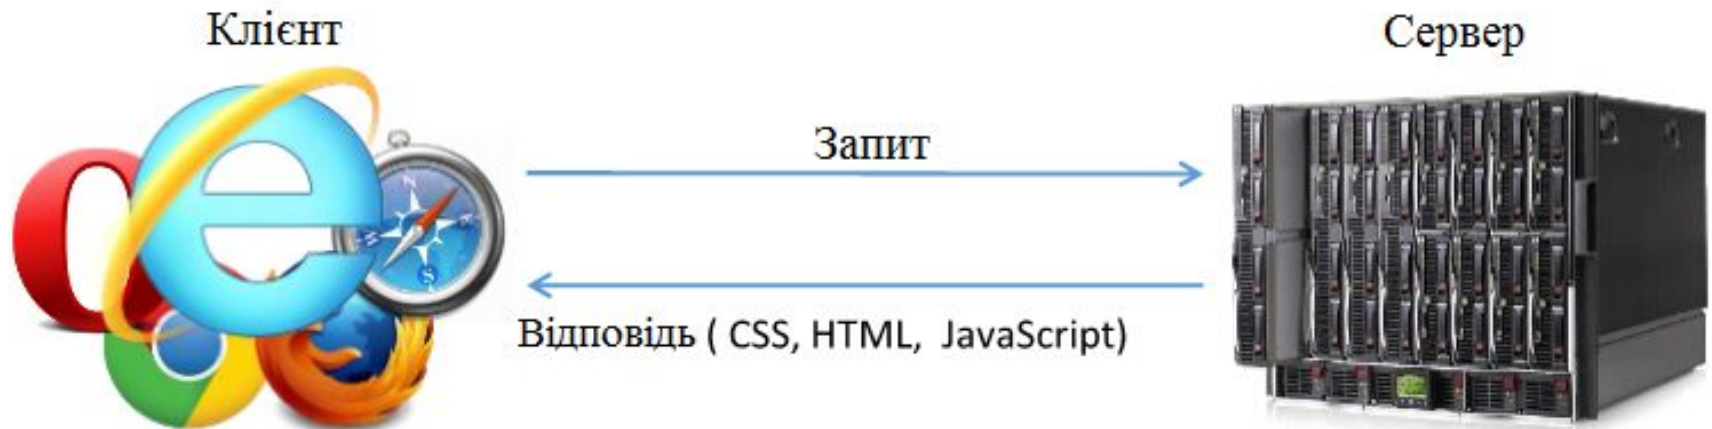 Клієнт
Сервер
Запит
Відповідь ( CSS, HTML, JavaScript)